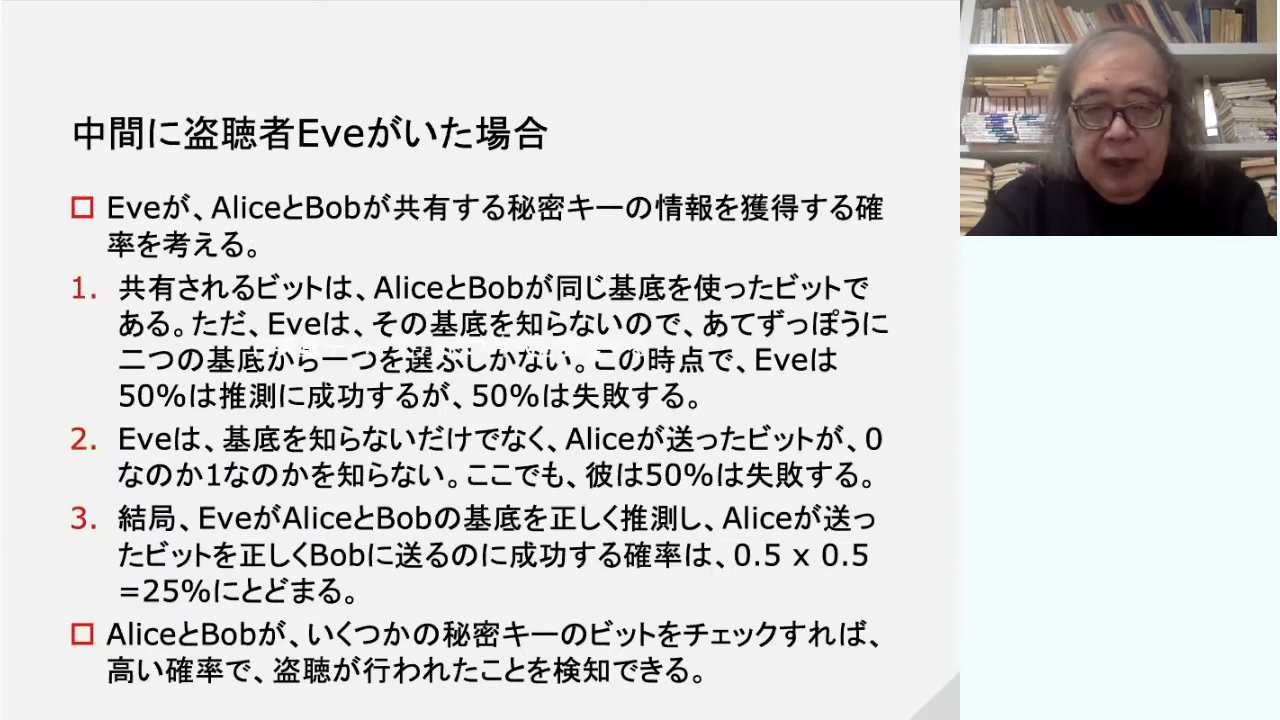 中間に盗聴者Eveがいた場合
Eveが、AliceとBobが共有する秘密キーの情報を獲得する確
率を考える。
1. 共有されるビットは、AliceとBobが同じ基底を使ったビットで
ある。ただ、Eveは、その基底を知らないので、あてずっぽうに
二つの基底から一つを選ぶしかない。この時点で、Eveは
50%は推測に成功するが、50%は失敗する。
2. Eveは、基底を知らないだけでなく、Aliceが送ったビットが、0
なのか1なのかを知らない。ここでも、彼は50%は失敗する。
3. 結局、EveがAliceとBobの基底を正しく推測し、Aliceが送っ
たビットを正しくBobに送るのに成功する確率は、0.5 x 0.5
=25%にとどまる。
AliceとBobが、いくつかの秘密キーのビットをチェックすれば、
高い確率で、盗聴が行われたことを検知できる。